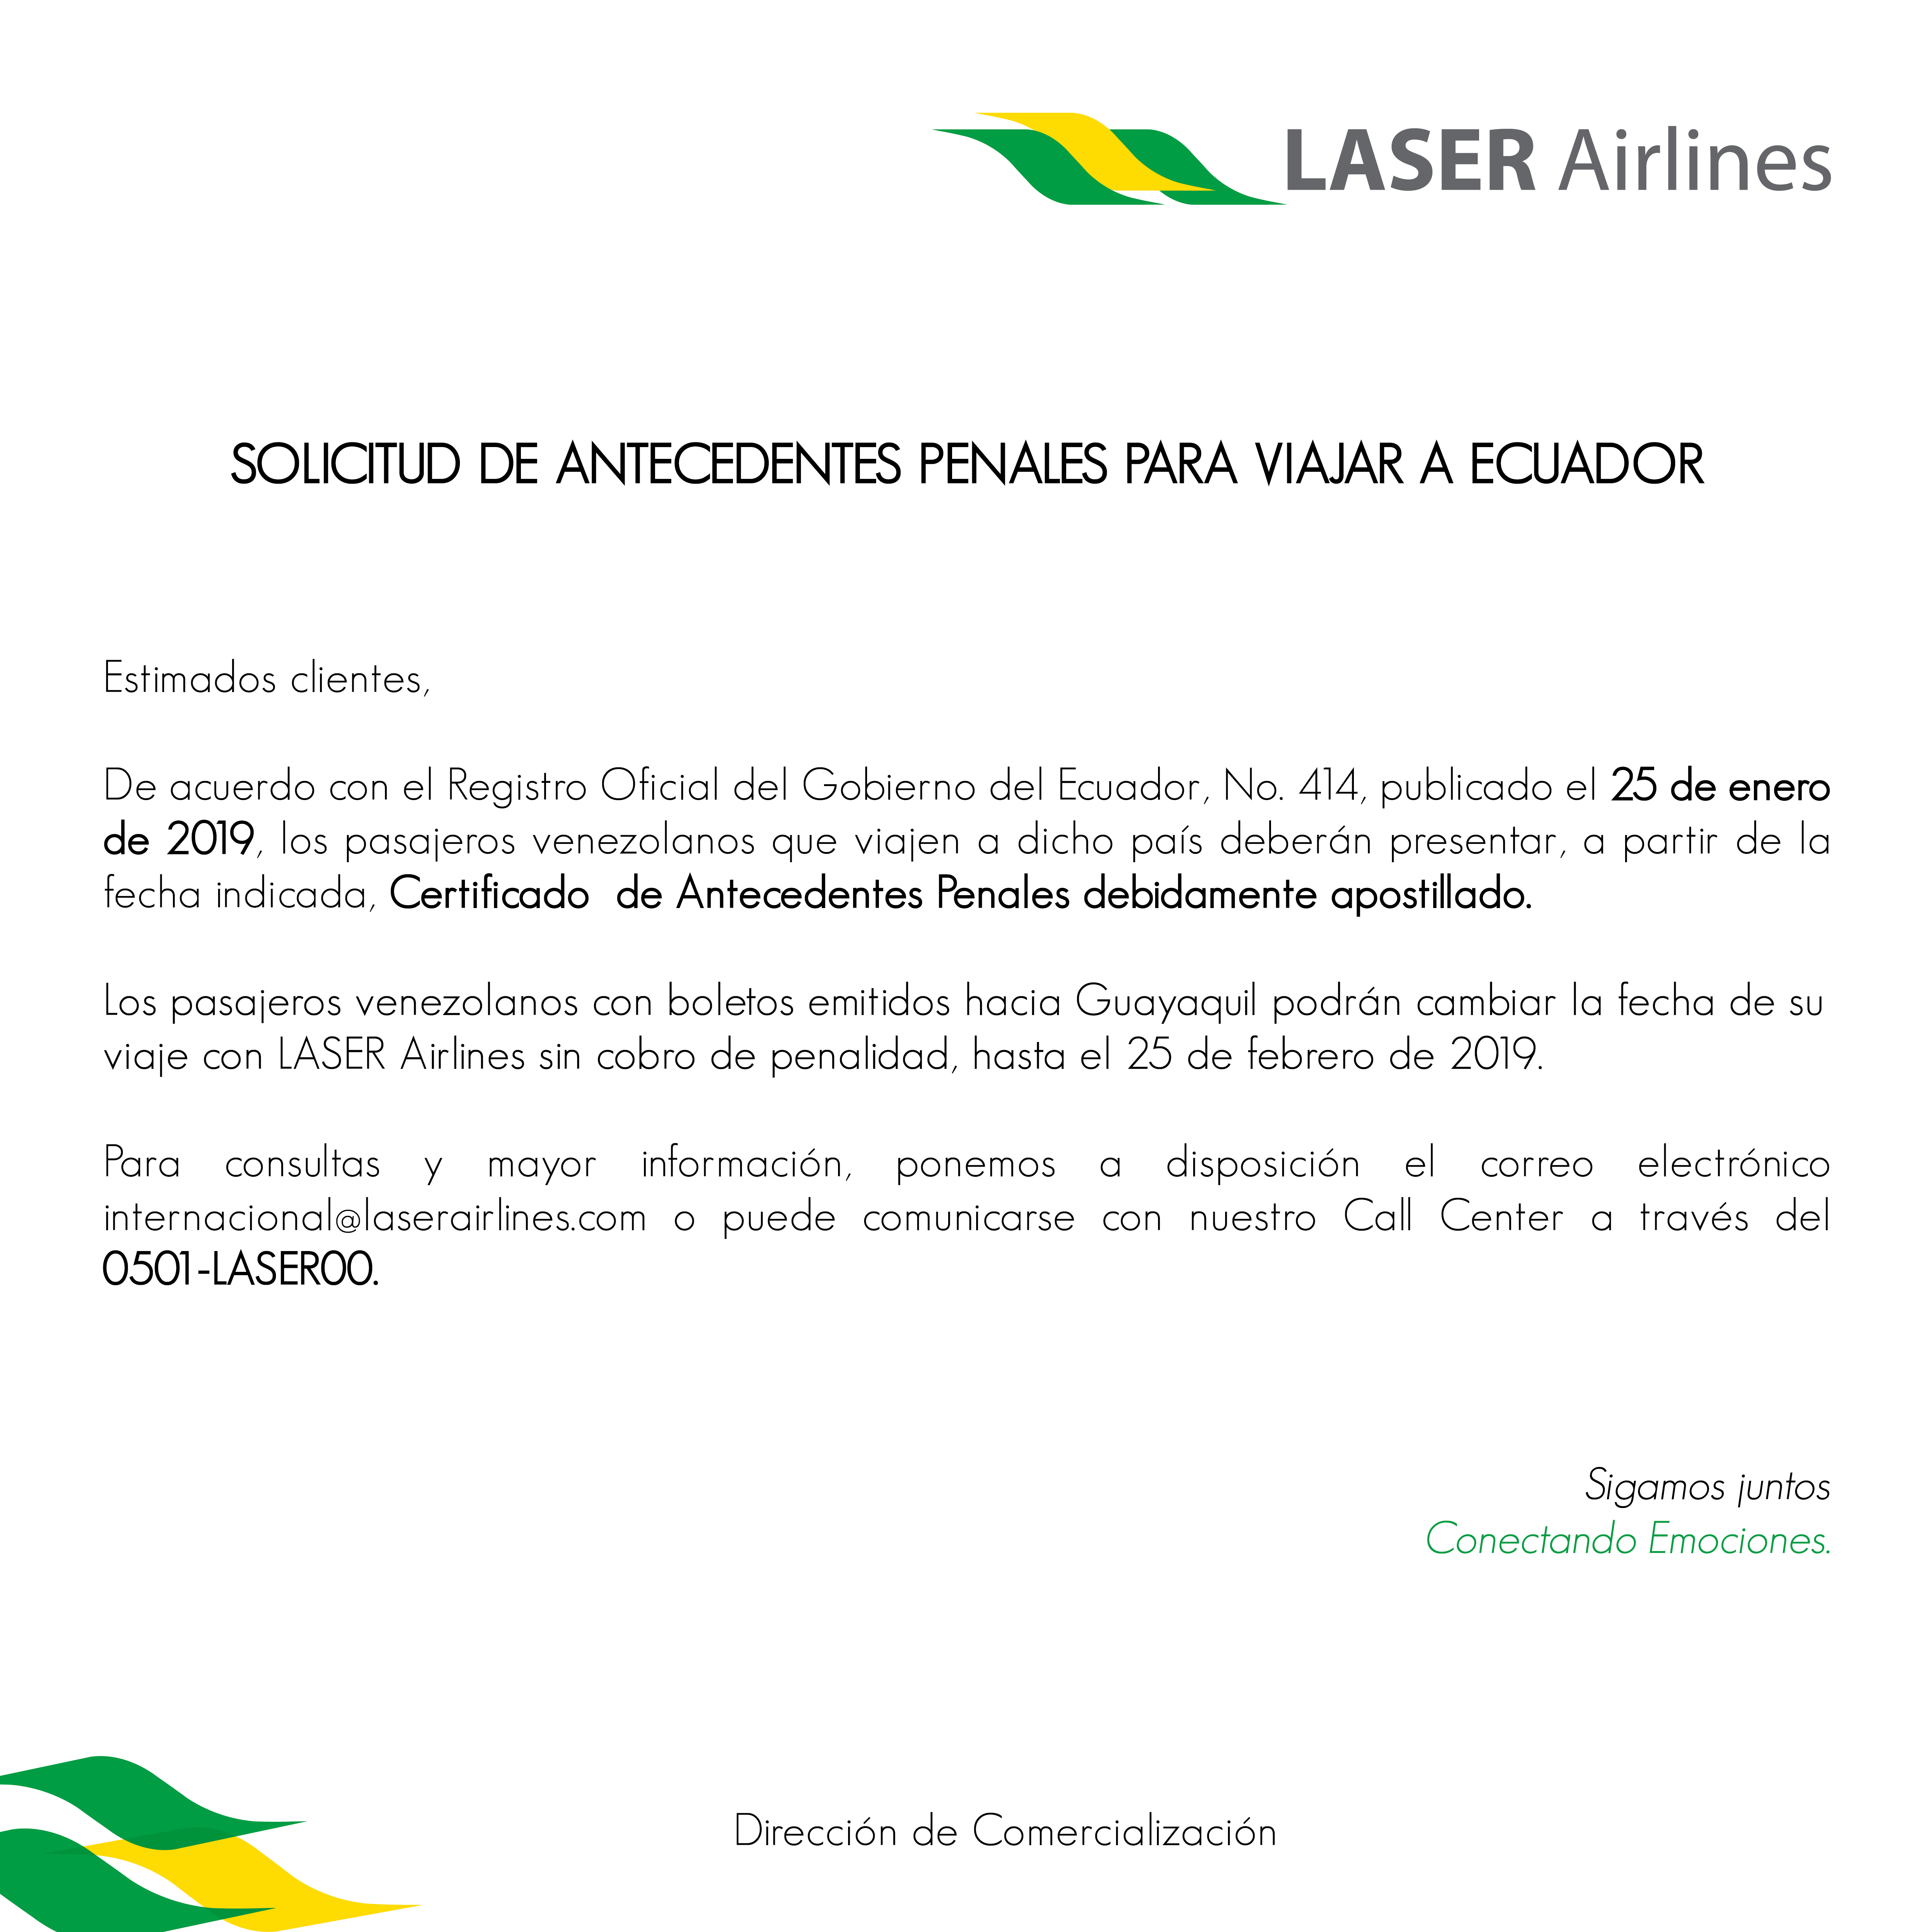 LASER Airlines
SOLICITUD DE ANTECEDENTES PENALES PARA VIAJAR A ECUADOR
Estimados clientes,
De acuerdo con el Registro Oficial del Gobierno del Ecuador, No. 414, publicado el 25 de enero
de 2019, los pasajeros venezolanos que viajen a dicho país deberán presentar, a partir de la
fecha indicada, Certificado de Antecedentes Penales debidamente apostillado.
Los pasajeros venezolanos con boletos emitidos hacia Guayaquil podrán cambiar la fecha de su
viaje con LASER Airlines sin cobro de penalidad, hasta el 25 de febrero de 2019.
Para consultas y mayor información, ponemos a disposición el correo electrónico
internacional@laserairlines.com o puede comunicarse con nuestro Call Center a través del
0501-LASER00.
Sigamos juntos
Conectando Emociones.
Dirección de Comercialización